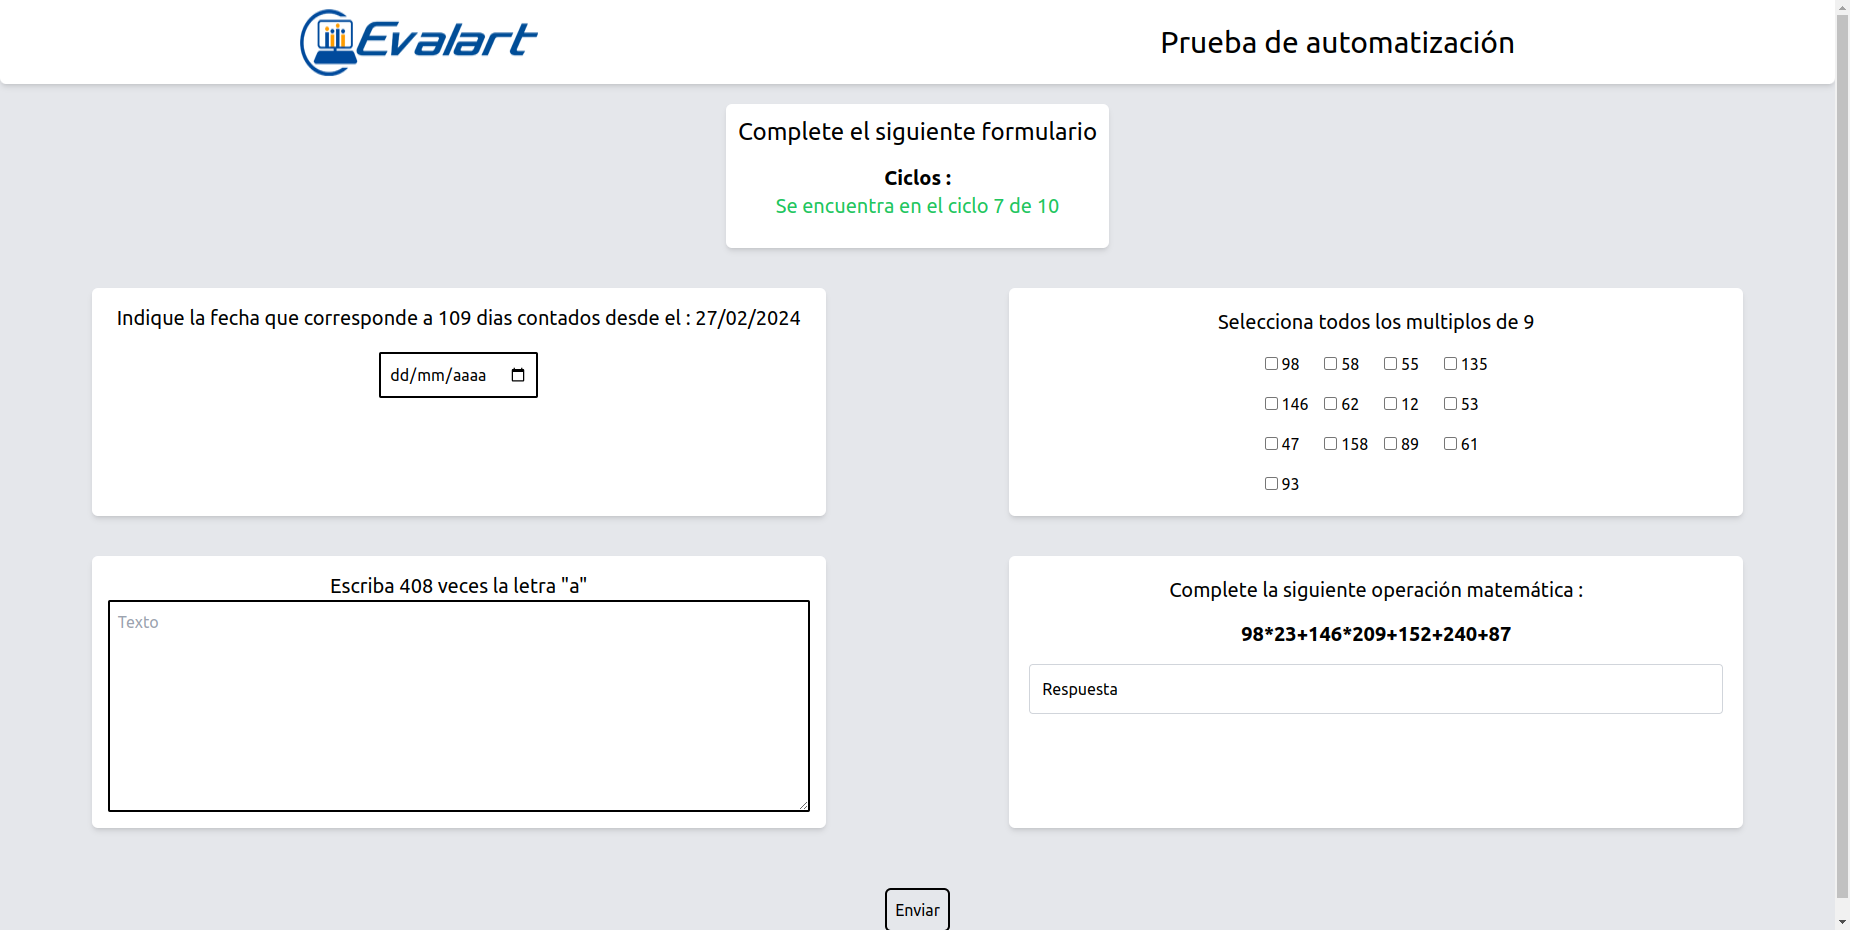 Evalart
Prueba de automatización
Complete el siguiente formulario
Ciclos :
Se encuentra en el ciclo 7 de 10
Indique la fecha que corresponde a 109 dias contados desde el : 27/02/2024
dd/mm/aaaa
Selecciona todos los multiplos de 9
98 58 55 135
146 62 12 53
47 158 89 61
93
Escriba 408 veces la letra "a"
Texto
Complete la siguiente operación matemática :
98*23+146*209+152+240+87
Respuesta
Enviar